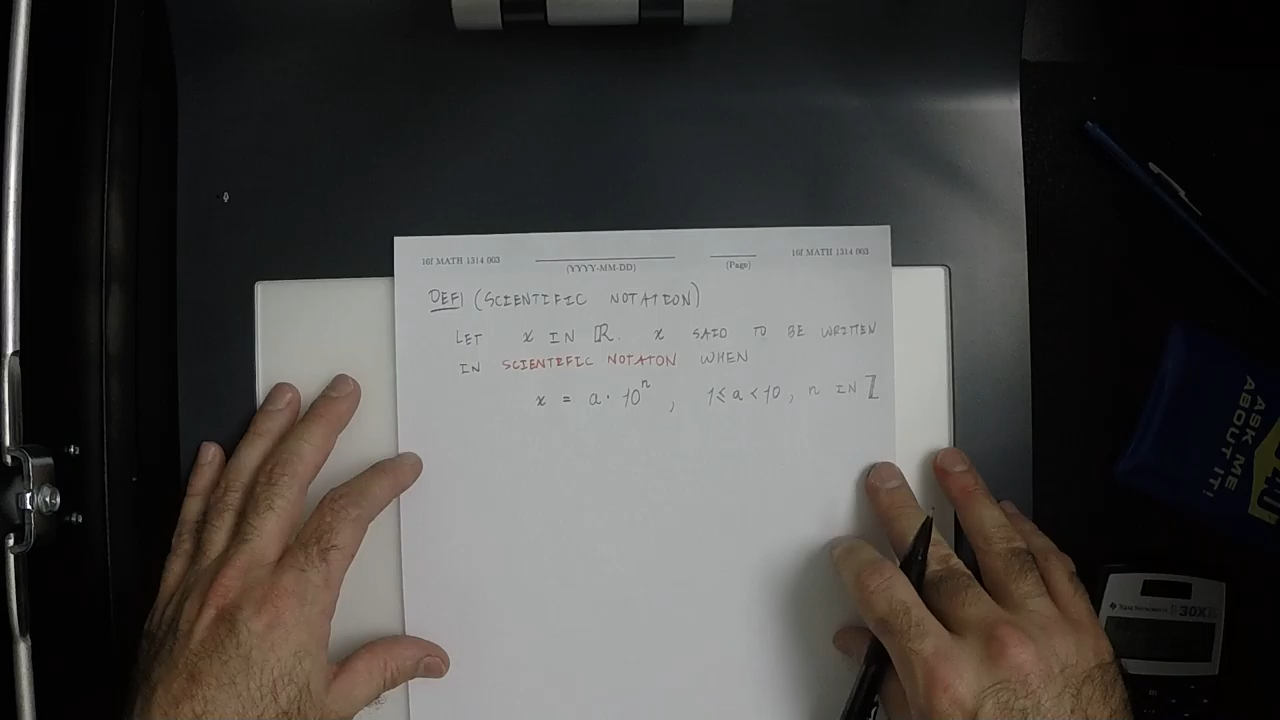 16f MATH 1314 003
(YYYY-MM-DD)
(Page)
16f MATH 1314 003
DEF| (SCIENTIFIC NOTATION)
LET x IN ℝ. x SAID TO BE WRITTEN
IN SCIENTIFIC NOTATON WHEN
x = a · 10ⁿ , 1 ≤ a < 10 , n IN ℤ
ASK ME
ABOUT IT!
30X